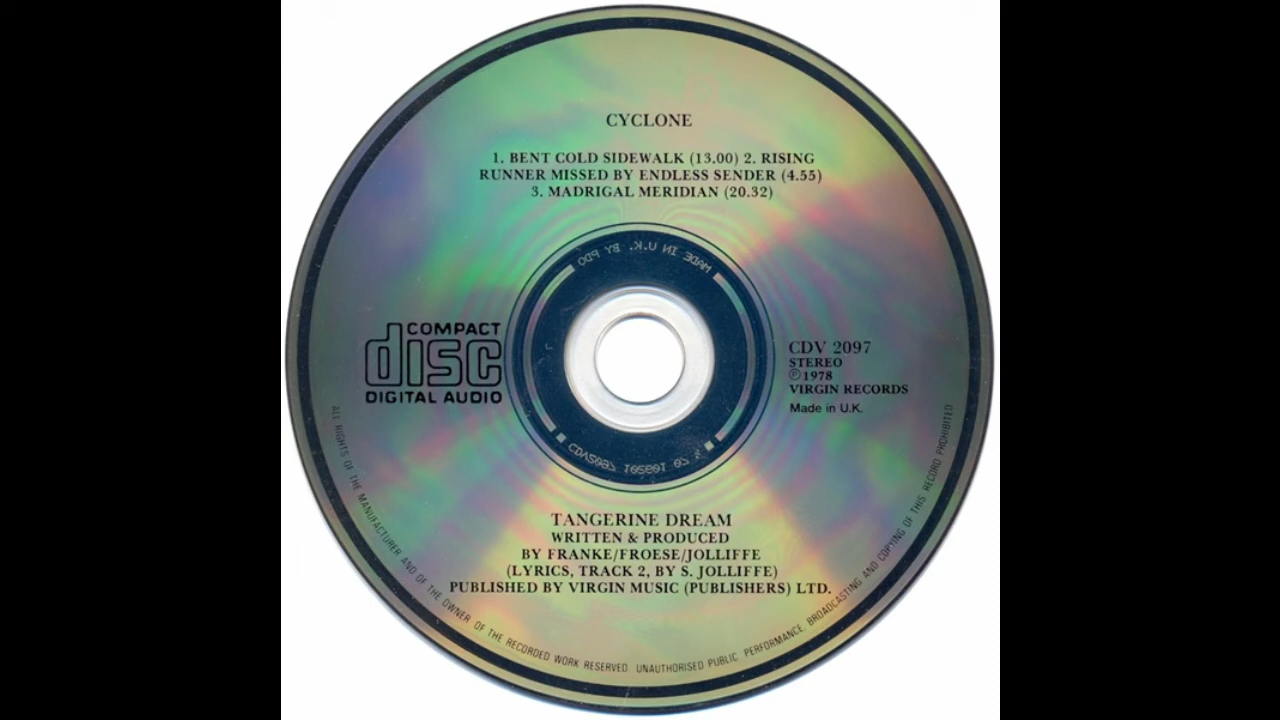 CYCLONE
1. BENT COLD SIDEWALK (13.00) 2. RISING
RUNNER MISSED BY ENDLESS SENDER (4.55)
3. MADRIGAL MERIDIAN (20.32)
MADE IN U.K. BY PDO
COMPACT
disc
DIGITAL AUDIO
CDV 2097
STEREO
℗1978
VIRGIN RECORDS
Made in U.K.
TANGERINE DREAM
WRITTEN & PRODUCED
BY FRANKE/FROESE/JOLLIFFE
(LYRICS, TRACK 2, BY S. JOLLIFFE)
PUBLISHED BY VIRGIN MUSIC (PUBLISHERS) LTD.
ALL RIGHTS OF THE MANUFACTURER AND OF THE OWNER OF THE RECORDED WORK RESERVED. UNAUTHORISED PUBLIC PERFORMANCE, BROADCASTING AND COPYING OF THIS RECORD PROHIBITED